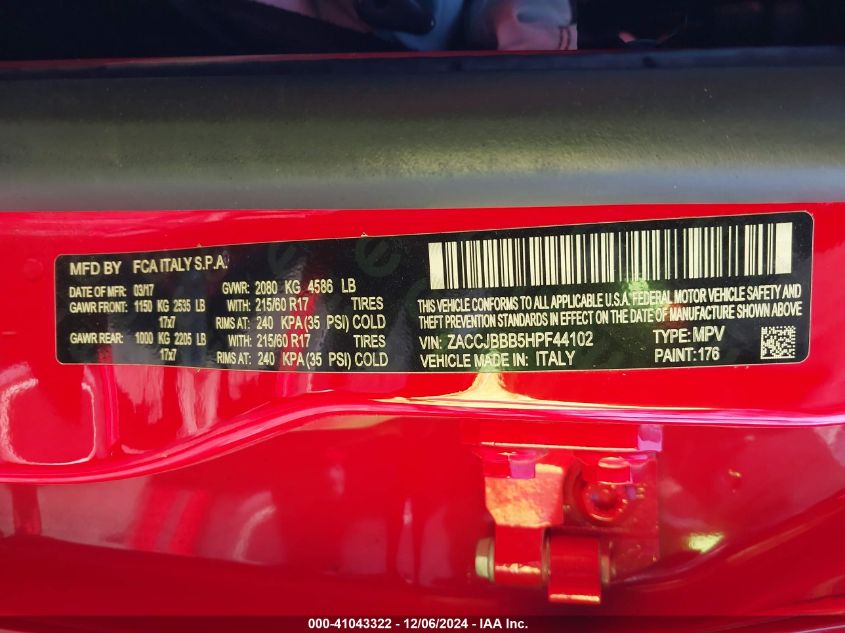 MFD BY FCA ITALY S.P.A.
DATE OF MFR: 03/17 GVWR: 2080 KG 4586 LB
GAWR FRONT: 1150 KG 2535 LB WITH: 215/60 R17 TIRES
17x7 RIMS AT: 240 KPA(35 PSI) COLD
GAWR REAR: 1000 KG 2205 LB WITH: 215/60 R17 TIRES
17x7 RIMS AT: 240 KPA(35 PSI) COLD
THIS VEHICLE CONFORMS TO ALL APPLICABLE U.S.A. FEDERAL MOTOR VEHICLE SAFETY AND
THEFT PREVENTION STANDARDS IN EFFECT ON THE DATE OF MANUFACTURE SHOWN ABOVE
VIN: ZACCJBBB5HPF44102 TYPE: MPV
VEHICLE MADE IN: ITALY PAINT: 176
000-41043322 - 12/06/2024 - IAA Inc.